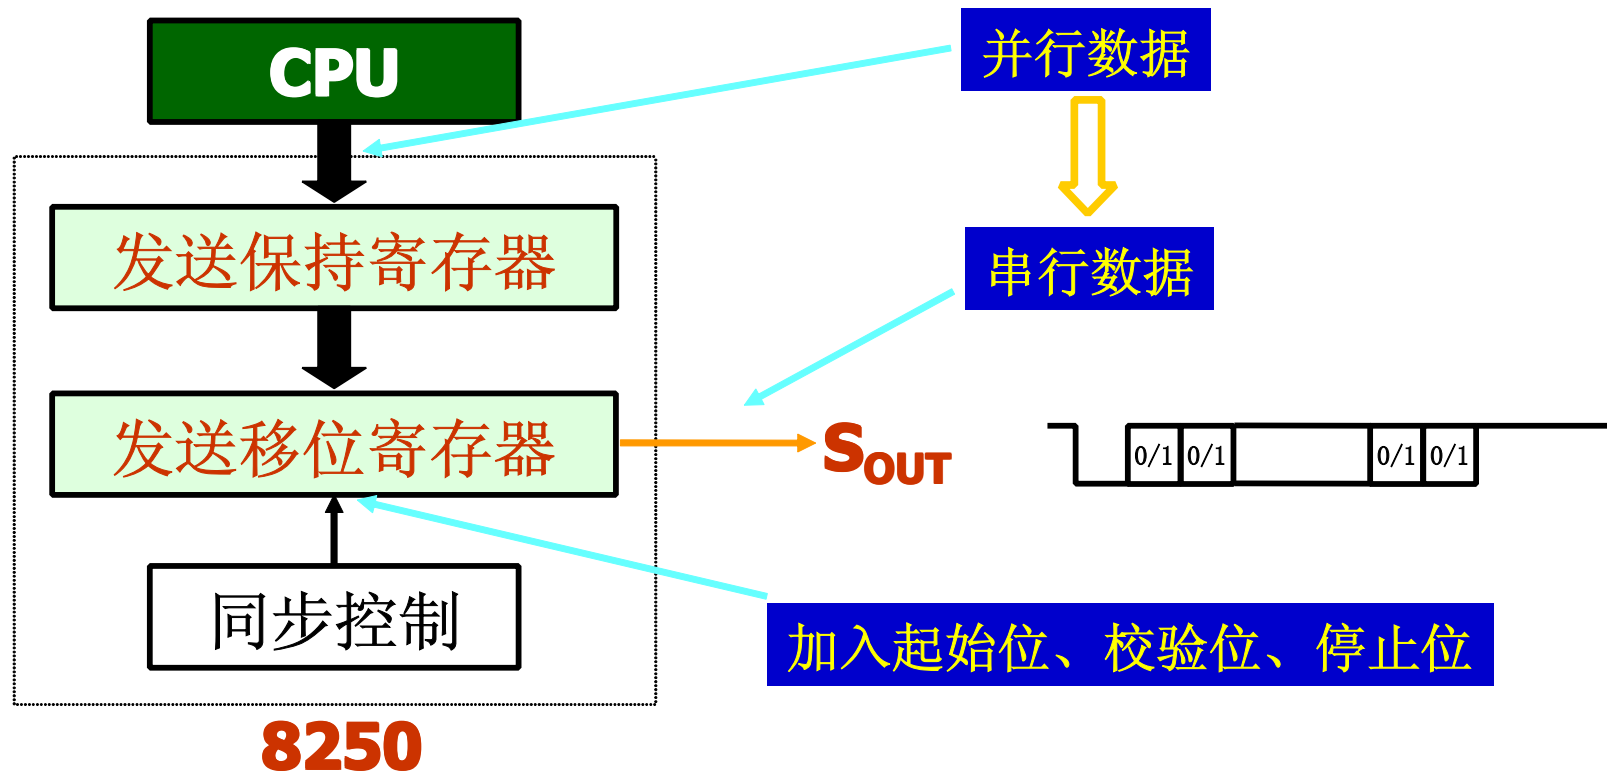 CPU
并行数据
发送保持寄存器
串行数据
发送移位寄存器
SOUT
0/1 0/1 0/1 0/1
同步控制
加入起始位、校验位、停止位
8250